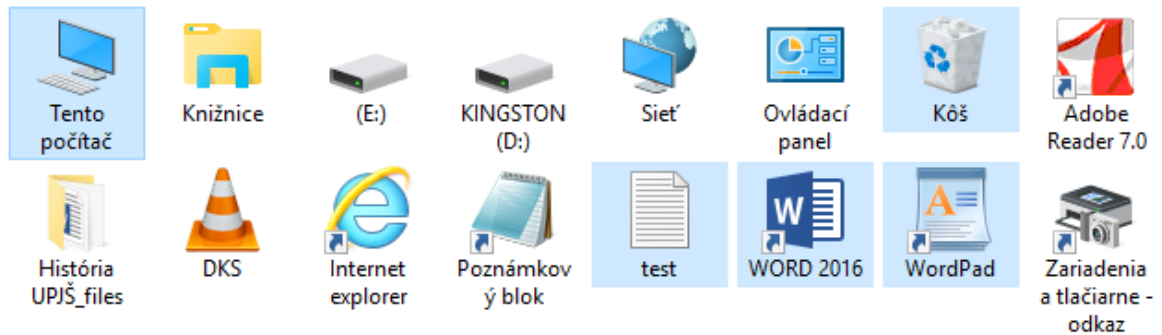 Tento
počítač
Knižnice
(E:)
KINGSTON
(D:)
Sieť
Ovládací
panel
Kôš
Adobe
Reader 7.0
História
UPJŠ_files
DKS
Internet
explorer
Poznámkov
ý blok
test
WORD 2016
WordPad
Zariadenia
a tlačiarne -
odkaz